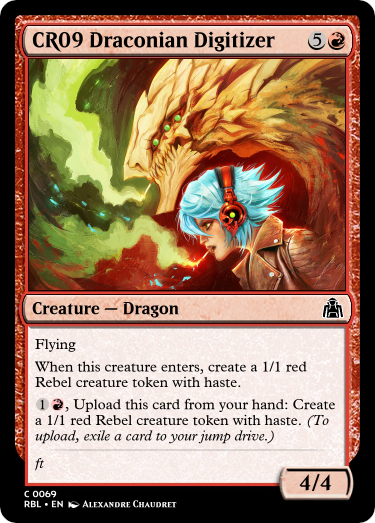 CR09 Draconian Digitizer 5
Creature — Dragon
Flying
When this creature enters, create a 1/1 red
Rebel creature token with haste.
1, Upload this card from your hand: Create
a 1/1 red Rebel creature token with haste. (To
upload, exile a card to your jump drive.)
ft
4/4
C 0069
RBL • EN Alexandre Chaudret